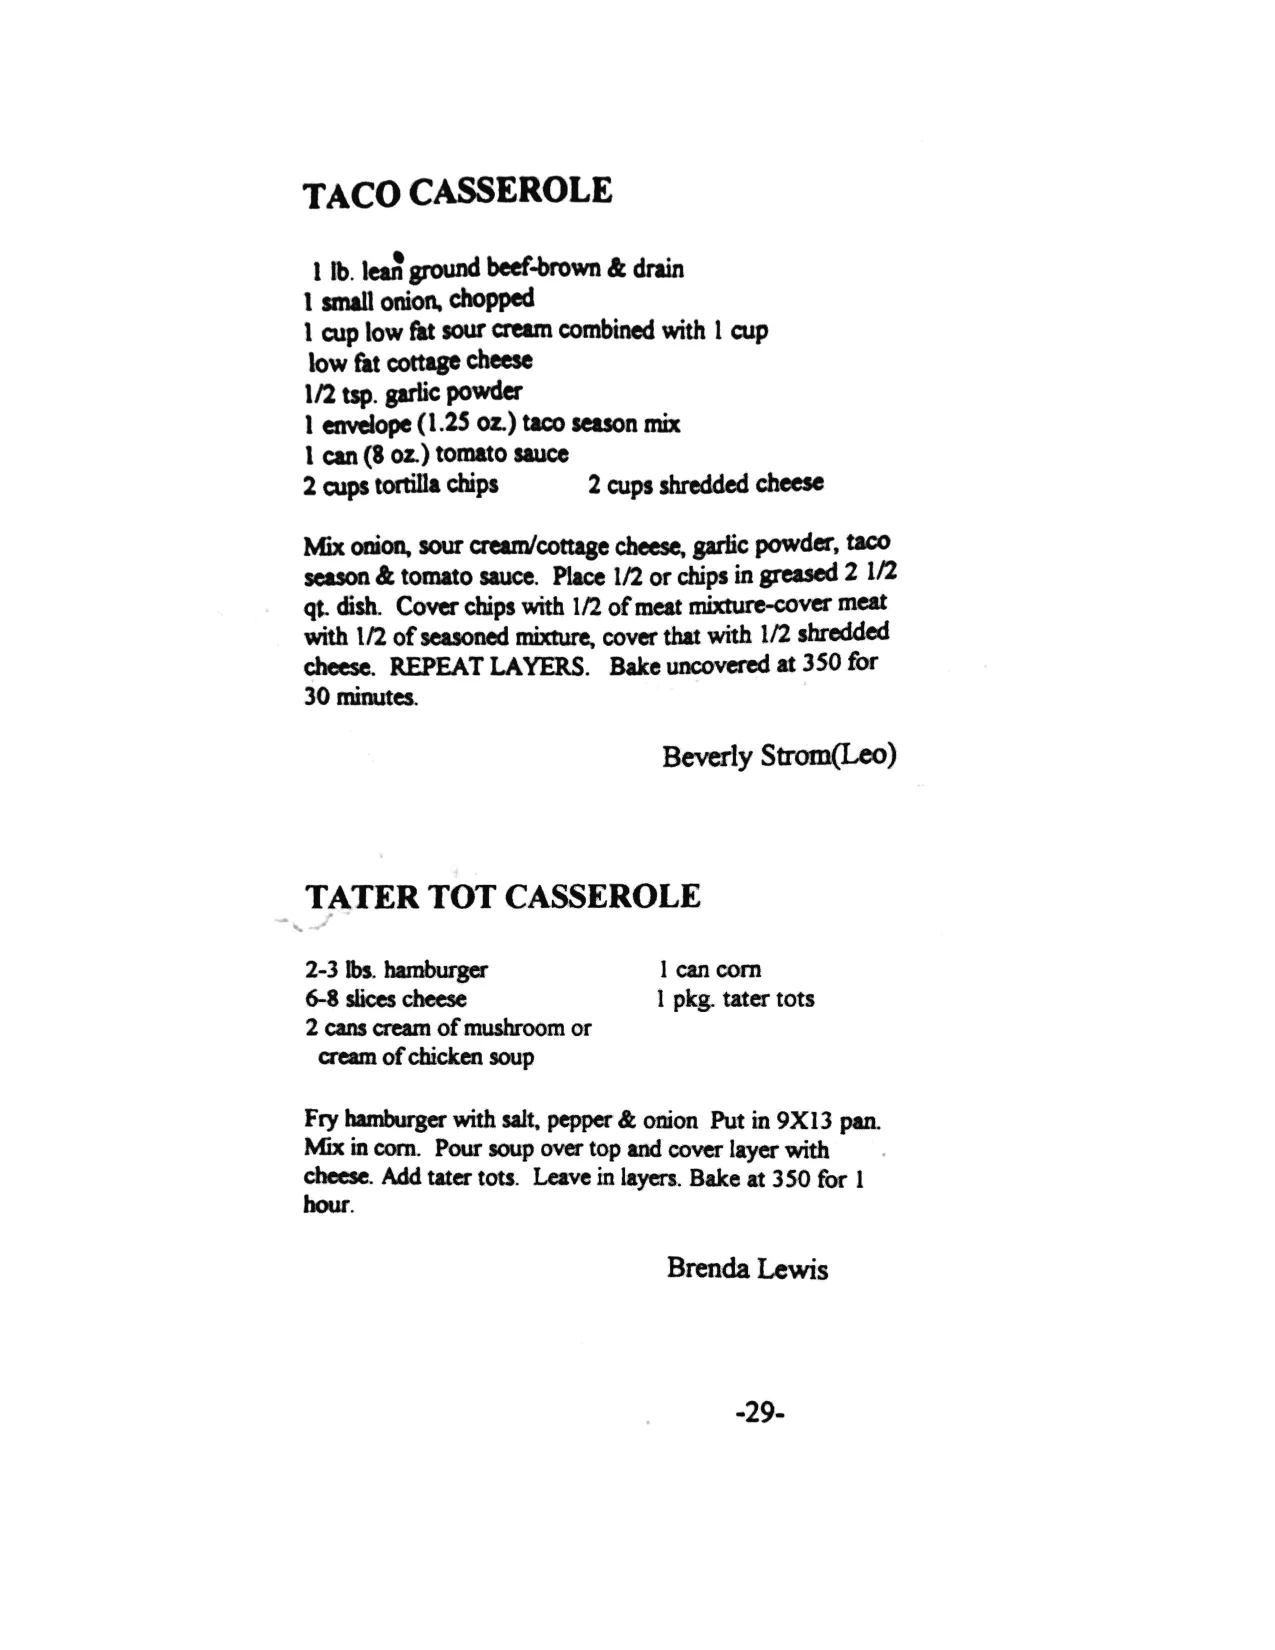 TACO CASSEROLE
1 lb. lean ground beef-brown & drain
1 small onion, chopped
1 cup low fat sour cream combined with 1 cup
low fat cottage cheese
1/2 tsp. garlic powder
1 envelope (1.25 oz.) taco season mix
1 can (8 oz.) tomato sauce
2 cups tortilla chips 2 cups shredded cheese
Mix onion, sour cream/cottage cheese, garlic powder, taco
season & tomato sauce. Place 1/2 or chips in greased 2 1/2
qt. dish. Cover chips with 1/2 of meat mixture-cover meat
with 1/2 of seasoned mixture, cover that with 1/2 shredded
cheese. REPEAT LAYERS. Bake uncovered at 350 for
30 minutes.
Beverly Strom(Leo)
TATER TOT CASSEROLE
2-3 lbs. hamburger 1 can corn
6-8 slices cheese 1 pkg. tater tots
2 cans cream of mushroom or
cream of chicken soup
Fry hamburger with salt, pepper & onion Put in 9X13 pan.
Mix in corn. Pour soup over top and cover layer with
cheese. Add tater tots. Leave in layers. Bake at 350 for 1
hour.
Brenda Lewis
-29-